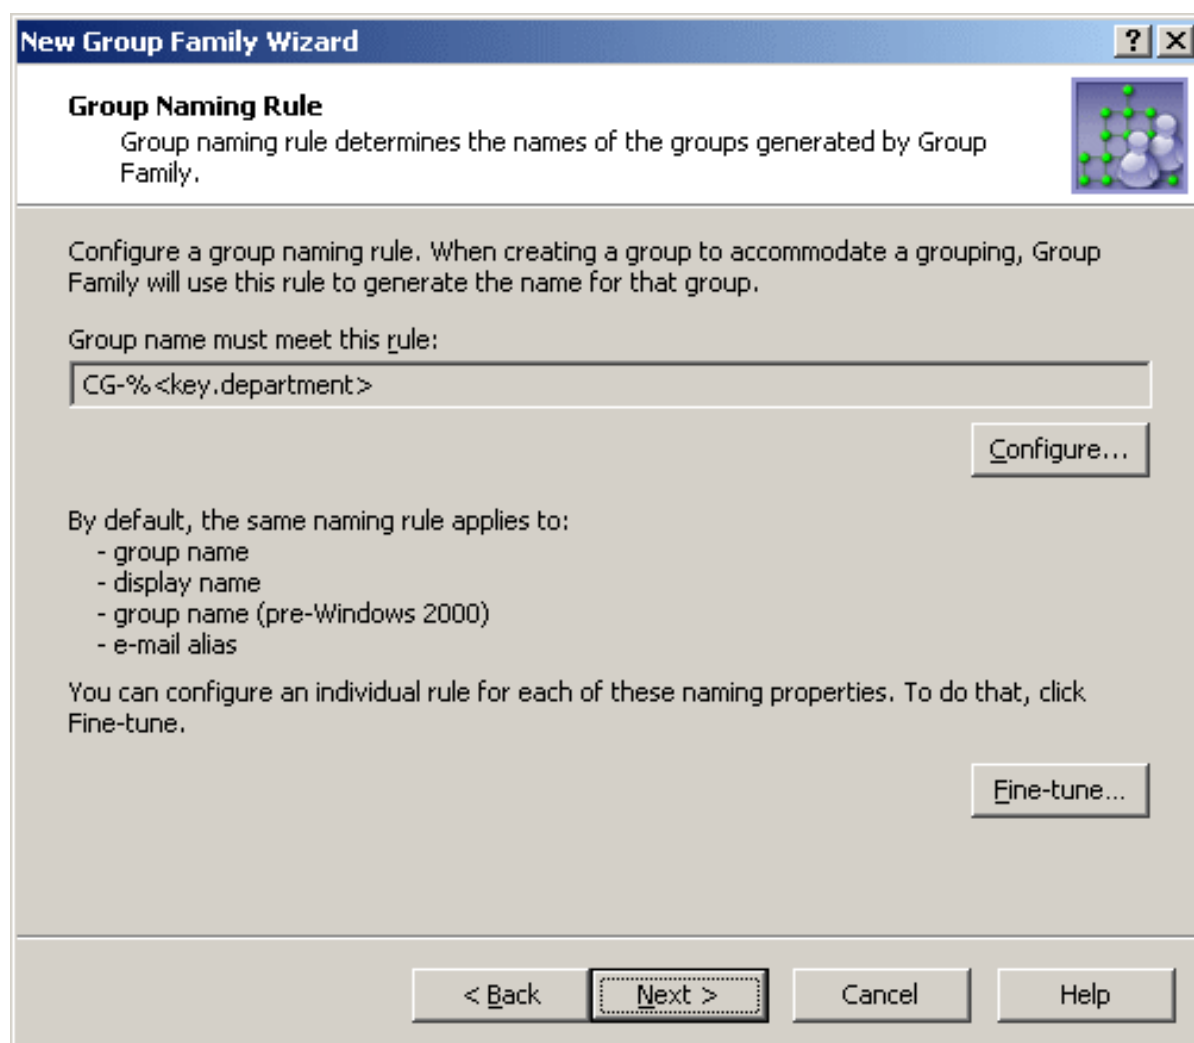 New Group Family Wizard
Group Naming Rule
Group naming rule determines the names of the groups generated by Group
Family.
Configure a group naming rule. When creating a group to accommodate a grouping, Group
Family will use this rule to generate the name for that group.
Group name must meet this rule:
CG-%<key.department>
Configure...
By default, the same naming rule applies to:
- group name
- display name
- group name (pre-Windows 2000)
- e-mail alias
You can configure an individual rule for each of these naming properties. To do that, click
Fine-tune.
Fine-tune...
< Back Next > Cancel Help